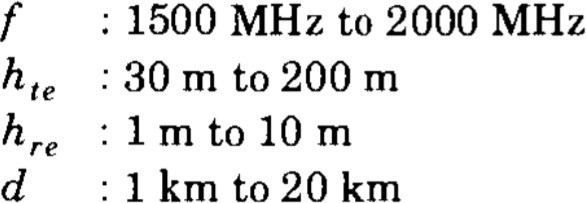 f : 1500 MHz to 2000 MHz
h_te : 30 m to 200 m
h_re : 1 m to 10 m
d : 1 km to 20 km